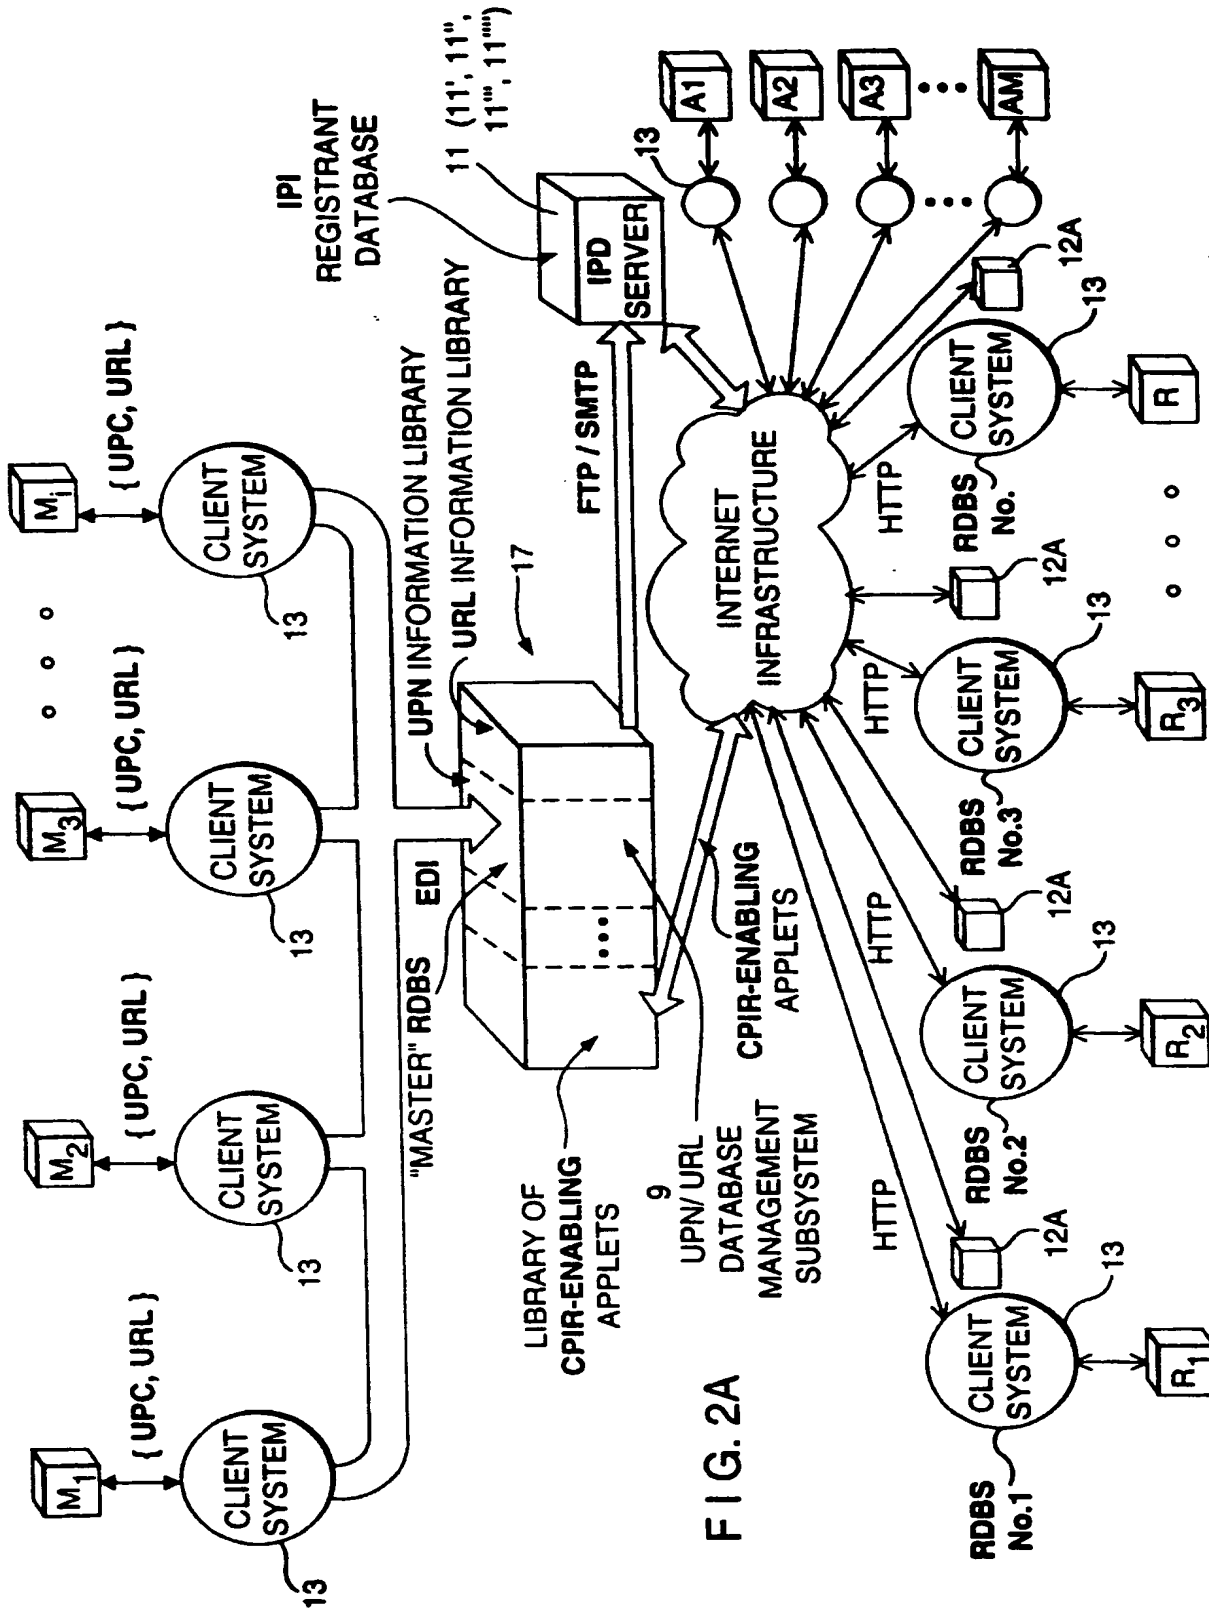 M1
M2
M3
Mi
{ UPC, URL }
{ UPC, URL }
{ UPC, URL }
{ UPC, URL }
CLIENT
SYSTEM
CLIENT
SYSTEM
CLIENT
SYSTEM
CLIENT
SYSTEM
13
13
13
13
"MASTER" RDBS
EDI
UPN INFORMATION LIBRARY
URL INFORMATION LIBRARY
17
IPI
REGISTRANT
DATABASE
11 (11', 11'',
11''', 11'''')
IPD
SERVER
FTP / SMTP
LIBRARY OF
CPIR-ENABLING
APPLETS
9
UPN/ URL
DATABASE
MANAGEMENT
SUBSYSTEM
CPIR-ENABLING
APPLETS
INTERNET
INFRASTRUCTURE
13
A1
A2
A3
AM
HTTP
HTTP
HTTP
HTTP
12A
12A
12A
12A
RDBS
No.1
CLIENT
SYSTEM
13
R1
RDBS
No.2
CLIENT
SYSTEM
13
R2
RDBS
No.3
CLIENT
SYSTEM
13
R3
RDBS
No.
CLIENT
SYSTEM
13
R
FIG. 2A